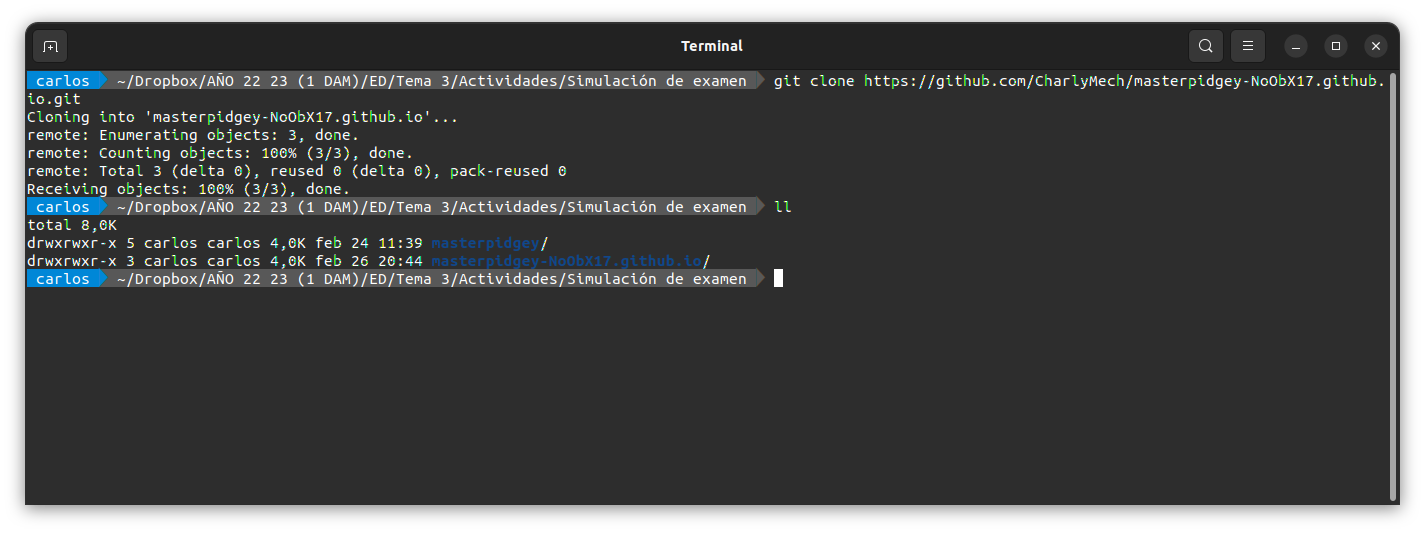 Terminal
carlos ~/Dropbox/AÑO 22 23 (1 DAM)/ED/Tema 3/Actividades/Simulación de examen git clone https://github.com/CharlyMech/masterpidgey-NoObX17.github.
io.git
Cloning into 'masterpidgey-NoObX17.github.io'...
remote: Enumerating objects: 3, done.
remote: Counting objects: 100% (3/3), done.
remote: Total 3 (delta 0), reused 0 (delta 0), pack-reused 0
Receiving objects: 100% (3/3), done.
carlos ~/Dropbox/AÑO 22 23 (1 DAM)/ED/Tema 3/Actividades/Simulación de examen ll
total 8,0K
drwxrwxr-x 5 carlos carlos 4,0K feb 24 11:39 masterpidgey/
drwxrwxr-x 3 carlos carlos 4,0K feb 26 20:44 masterpidgey-NoObX17.github.io/
carlos ~/Dropbox/AÑO 22 23 (1 DAM)/ED/Tema 3/Actividades/Simulación de examen